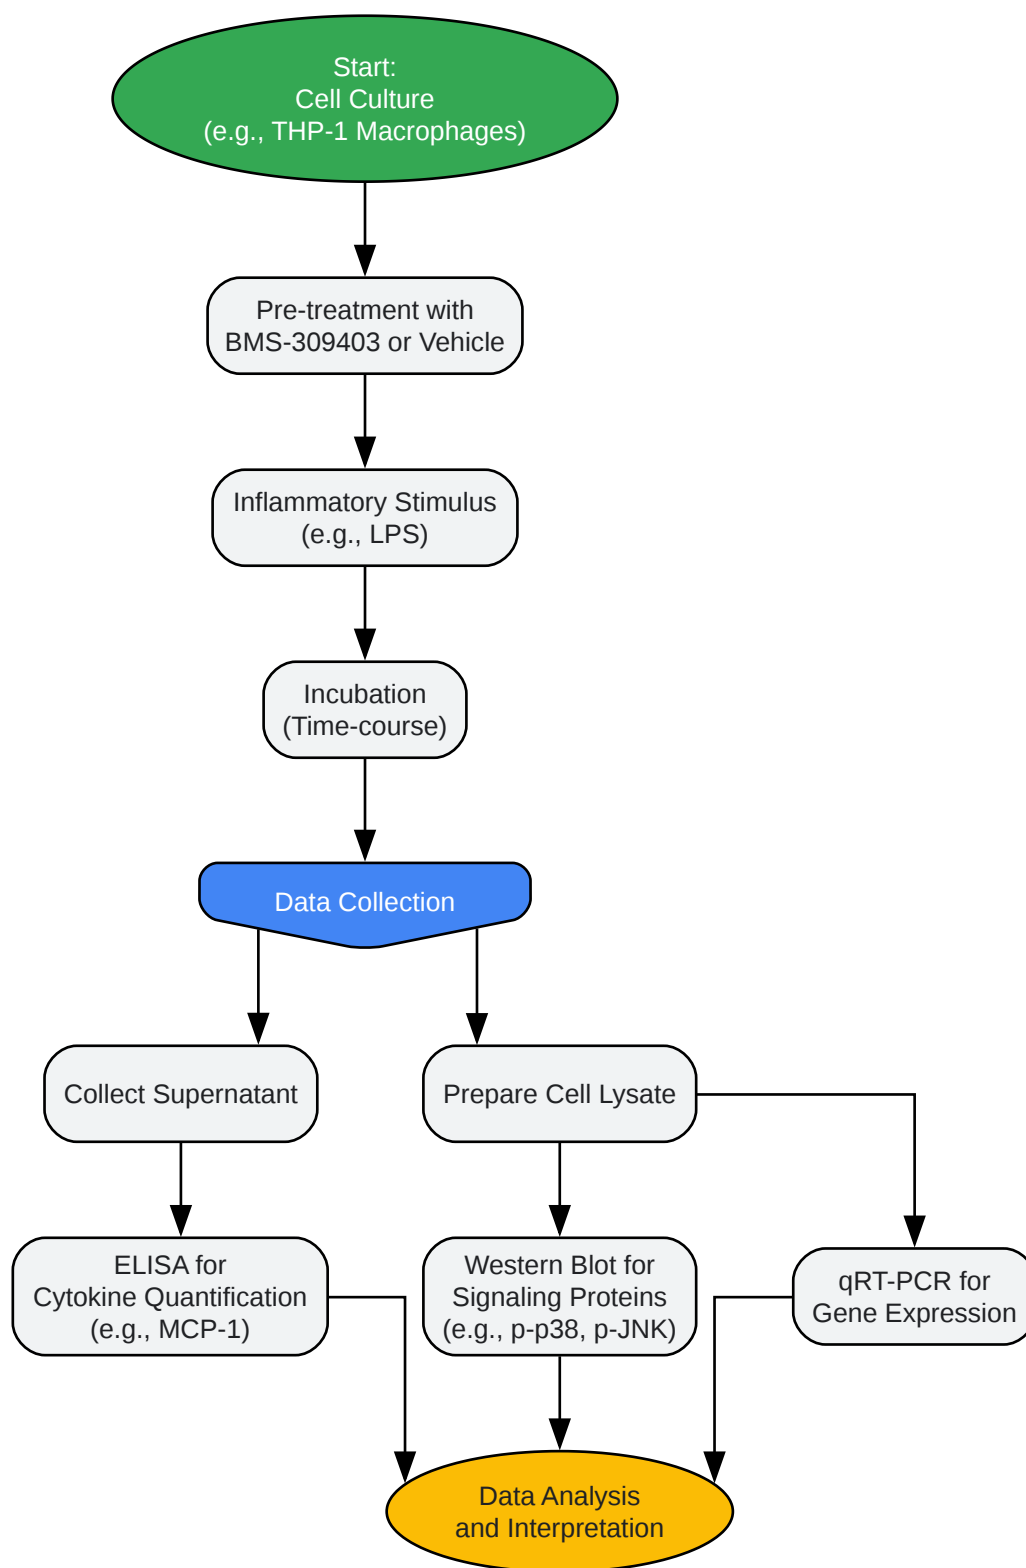 Start:
Cell Culture
(e.g., THP-1 Macrophages)
Pre-treatment with
BMS-309403 or Vehicle
Inflammatory Stimulus
(e.g., LPS)
Incubation
(Time-course)
Data Collection
Collect Supernatant
Prepare Cell Lysate
ELISA for
Cytokine Quantification
(e.g., MCP-1)
Western Blot for
Signaling Proteins
(e.g., p-p38, p-JNK)
qRT-PCR for
Gene Expression
Data Analysis
and Interpretation